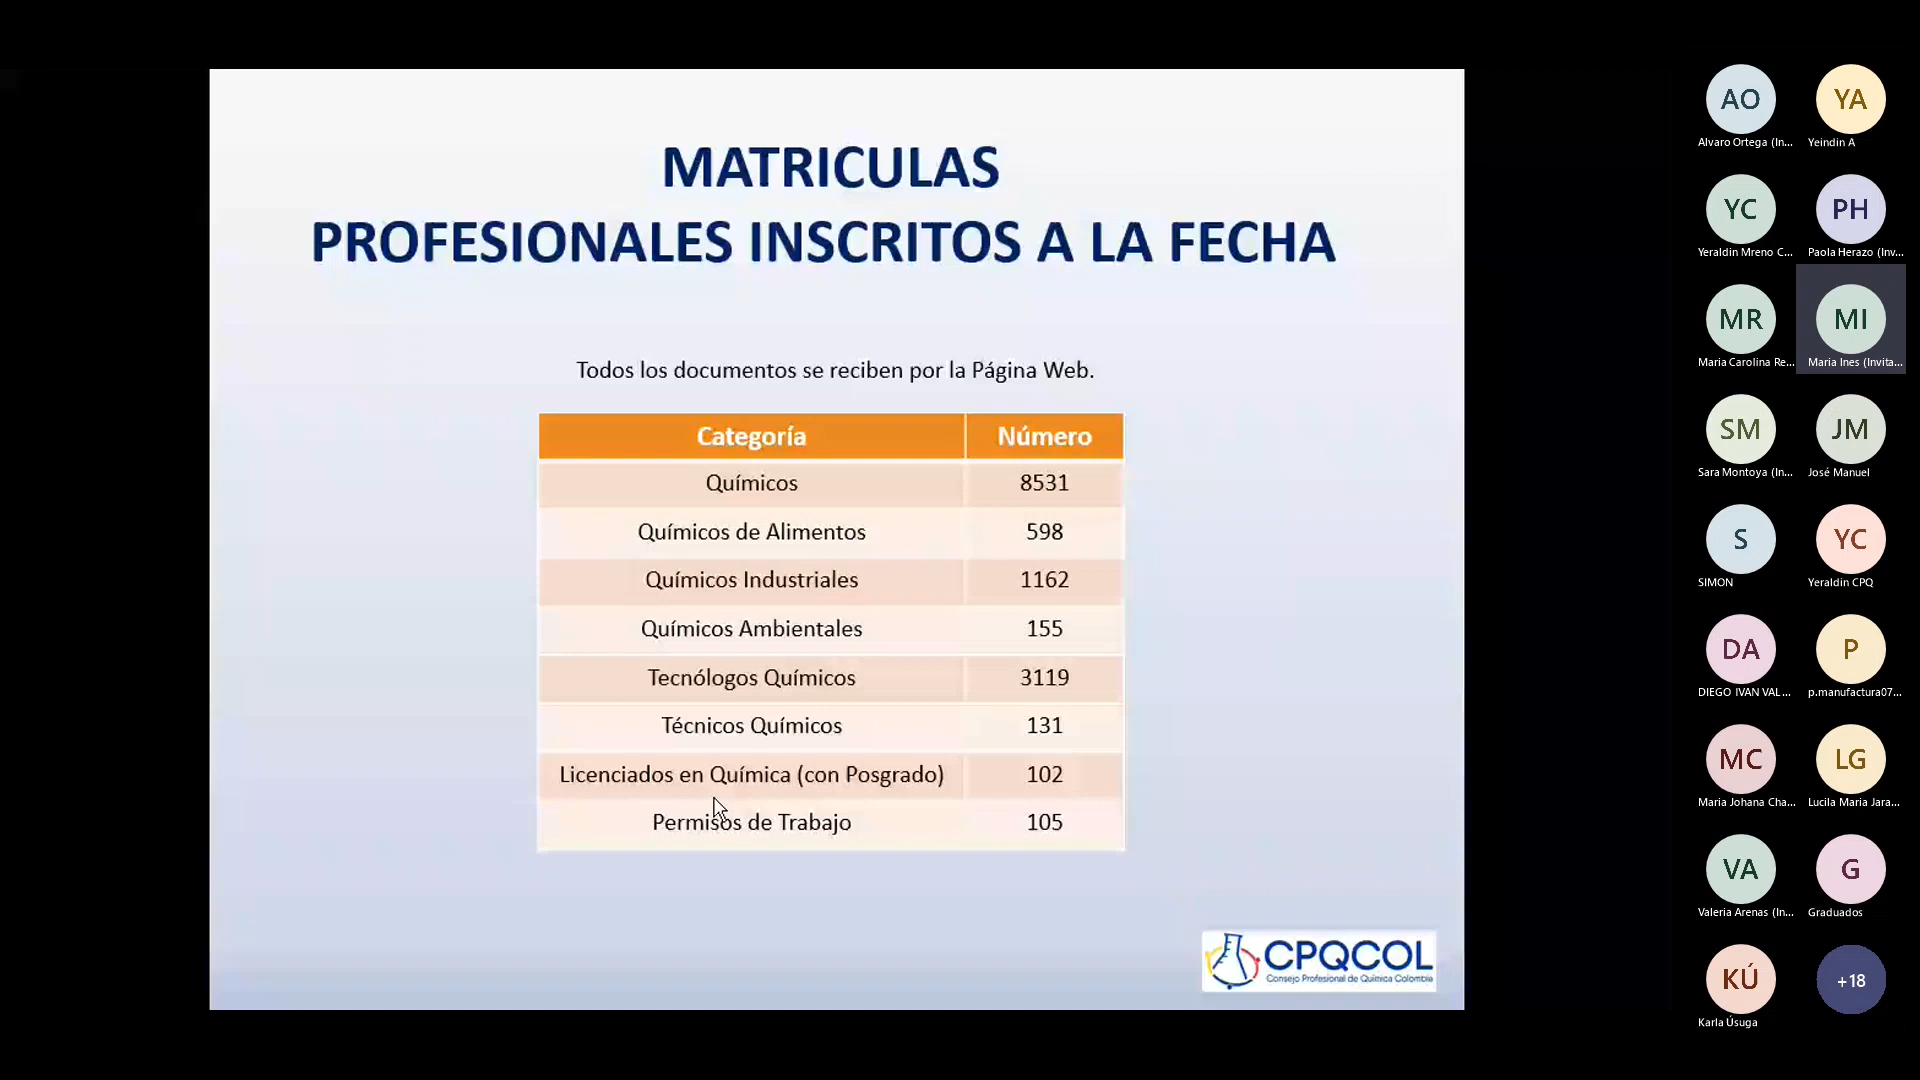 MATRICULAS
PROFESIONALES INSCRITOS A LA FECHA
Todos los documentos se reciben por la Página Web.
Categoría Número
Químicos 8531
Químicos de Alimentos 598
Químicos Industriales 1162
Químicos Ambientales 155
Tecnólogos Químicos 3119
Técnicos Químicos 131
Licenciados en Química (con Posgrado) 102
Permisos de Trabajo 105
CPQCOL
Consejo Profesional de Química Colombia
AO YA
Alvaro Ortega (In... Yeindin A
YC PH
Yeraldin Mreno C... Paola Herazo (Inv...
MR MI
Maria Carolina Re... Maria Ines (Invita...
SM JM
Sara Montoya (In... José Manuel
S YC
SIMON Yeraldin CPQ
DA P
DIEGO IVAN VAL... p.manufactura07...
MC LG
Maria Johana Cha... Lucila Maria Jara...
VA G
Valeria Arenas (In... Graduados
KÚ +18
Karla Úsuga